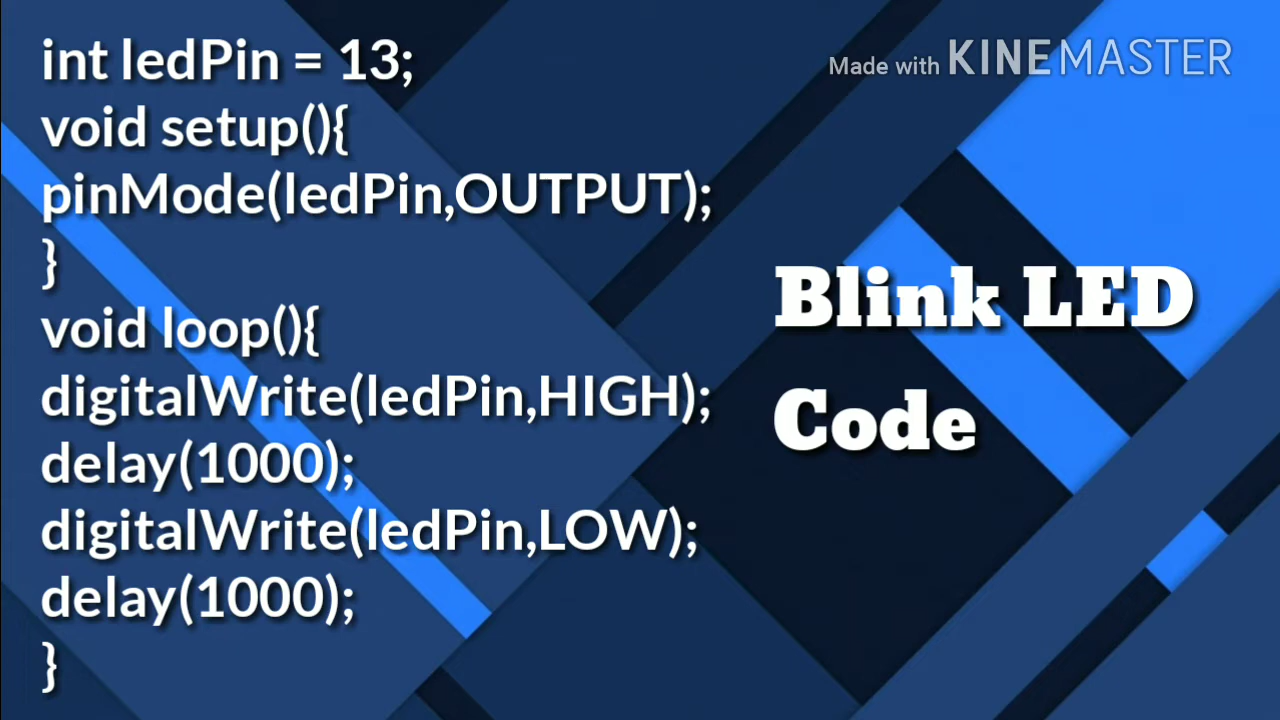 int ledPin = 13;
void setup(){
pinMode(ledPin,OUTPUT);
}
void loop(){
digitalWrite(ledPin,HIGH);
delay(1000);
digitalWrite(ledPin,LOW);
delay(1000);
}
Made with KINEMASTER
Blink LED
Code